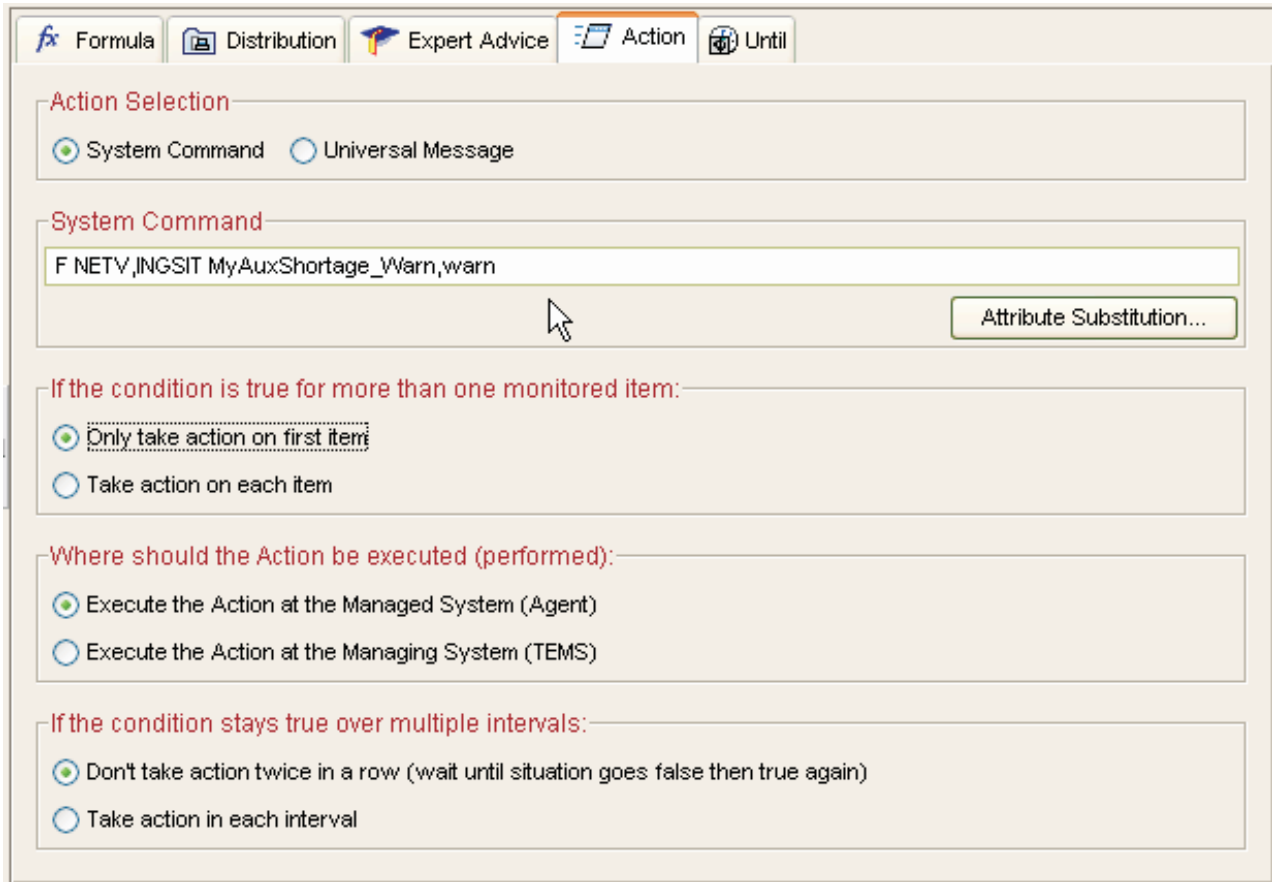 Formula Distribution Expert Advice Action Until
Action Selection
System Command Universal Message
System Command
F NETV,INGSIT MyAuxShortage_Warn,warn
Attribute Substitution...
If the condition is true for more than one monitored item:
Only take action on first item
Take action on each item
Where should the Action be executed (performed):
Execute the Action at the Managed System (Agent)
Execute the Action at the Managing System (TEMS)
If the condition stays true over multiple intervals:
Don't take action twice in a row (wait until situation goes false then true again)
Take action in each interval